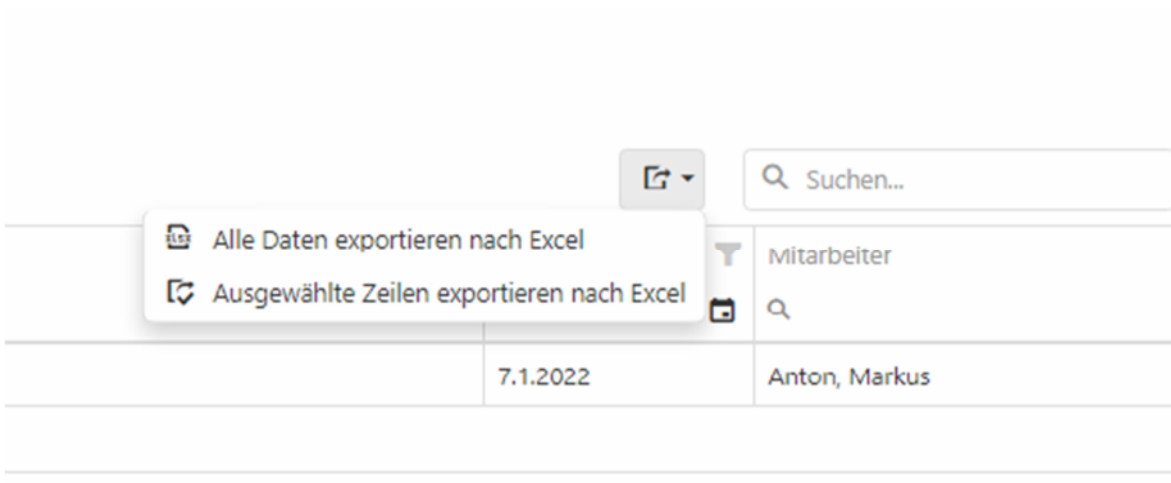 Suchen...
Alle Daten exportieren nach Excel
Ausgewählte Zeilen exportieren nach Excel
Mitarbeiter
7.1.2022
Anton, Markus